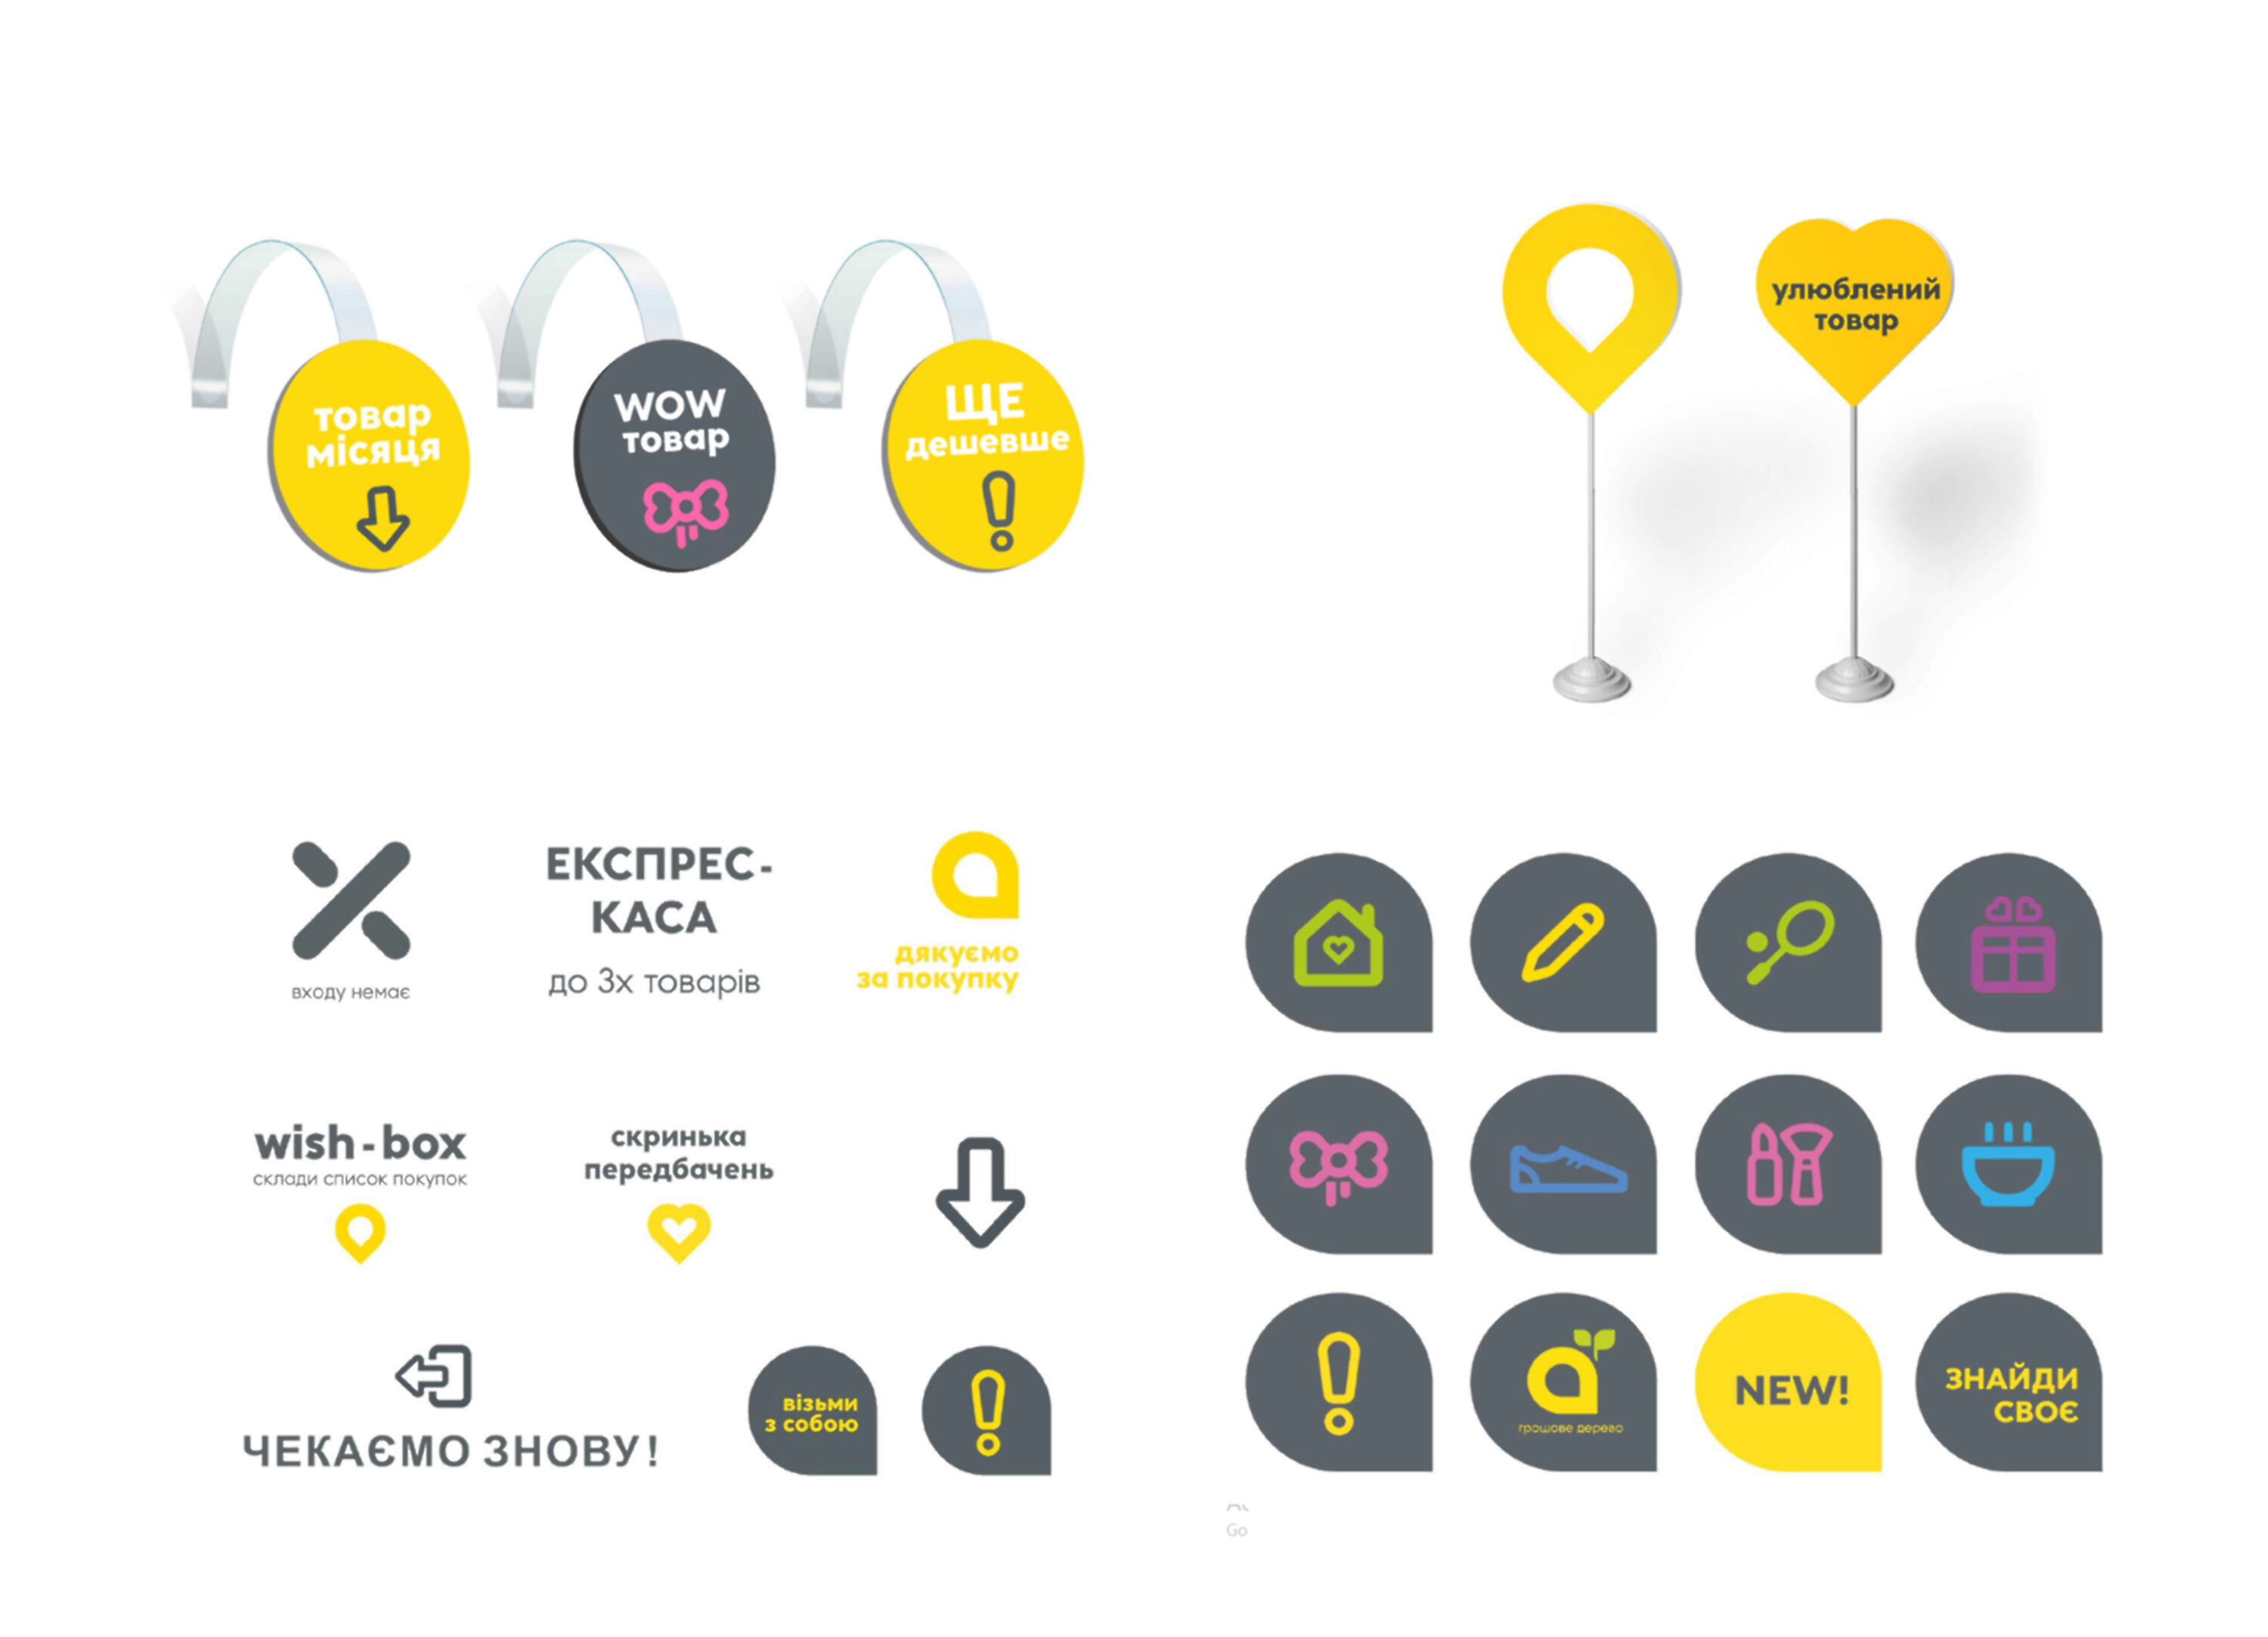 товар
місяця
WOW
товар
ЩЕ
дешевше
улюблений
товар
входу немає
ЕКСПРЕС-
КАСА
до 3х товарів
дякуємо
за покупку
wish-box
склади список покупок
скринька
передбачень
ЧЕКАЄМО ЗНОВУ!
візьми
з собою
грошове дерево
NEW!
ЗНАЙДИ
СВОЄ
Go